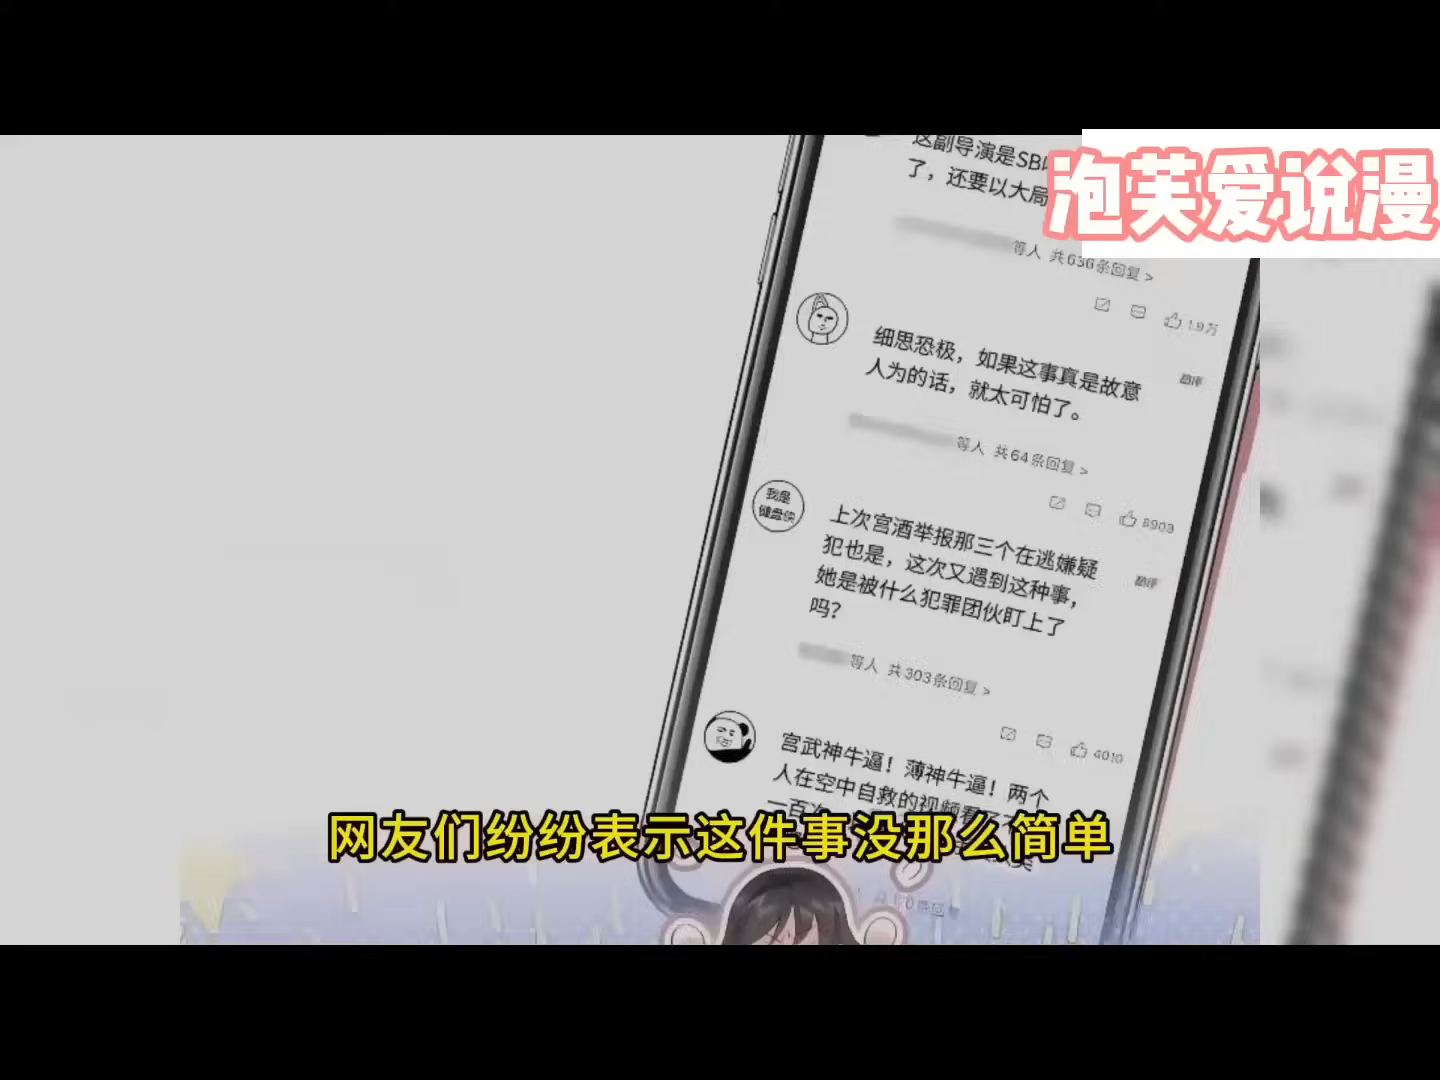 这副导演是SB
了，还要以大局
泡芙爱说漫
等人 共636条回复 >
1.9万
细思恐极，如果这事真是故意
人为的话，就太可怕了。
等人 共64条回复 >
8903
我是
键盘侠
上次宫酒举报那三个在逃嫌疑
犯也是，这次又遇到这种事，
她是被什么犯罪团伙盯上了
吗？
等人 共303条回复 >
4010
宫武神牛逼！薄神牛逼！两个
人在空中自救的视频看了不
一百次
网友们纷纷表示这件事没那么简单